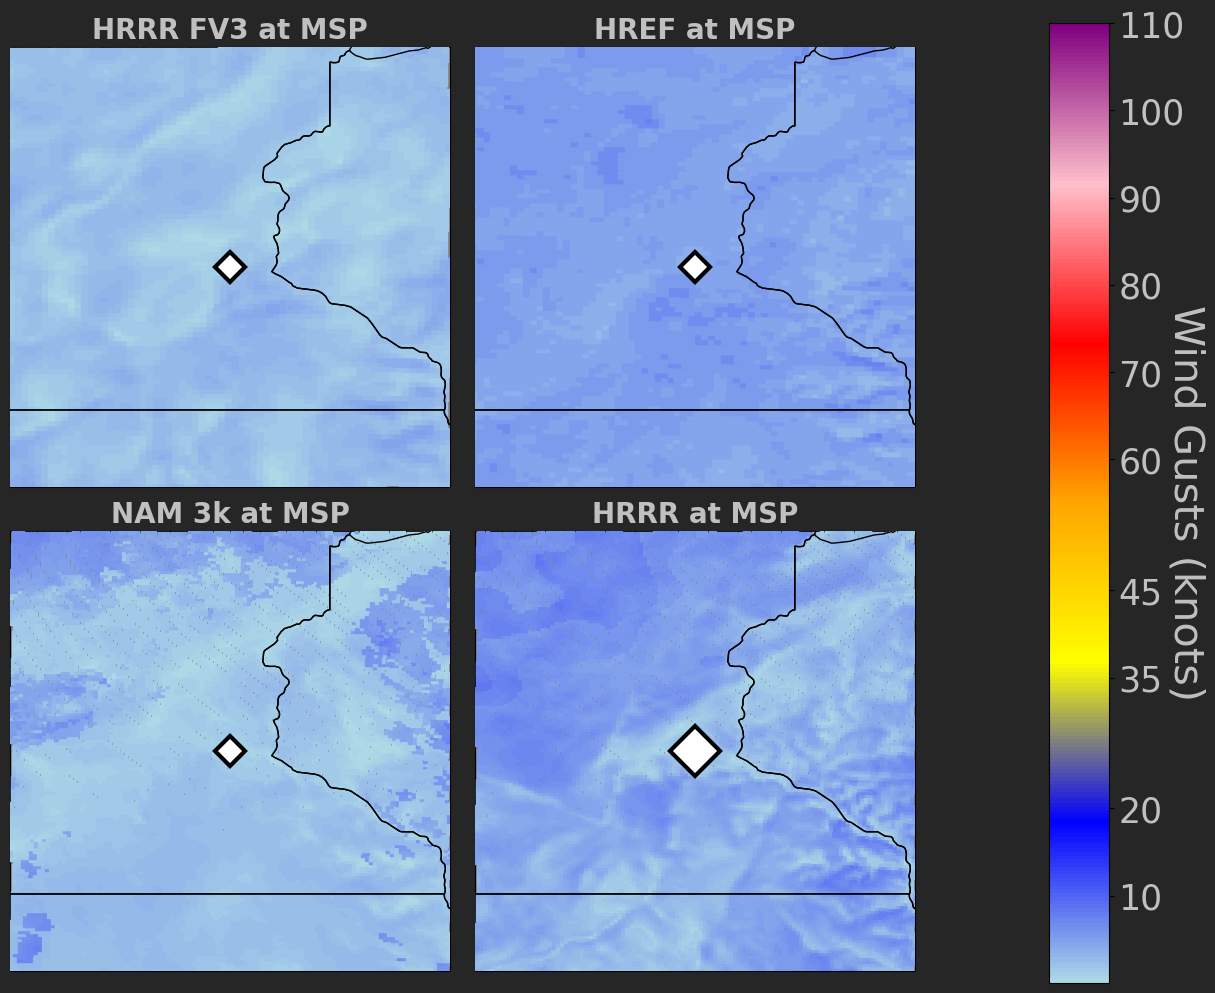 HRRR FV3 at MSP
HREF at MSP
NAM 3k at MSP
HRRR at MSP
110
100
90
80
70
60
45
35
20
10
Wind Gusts (knots)